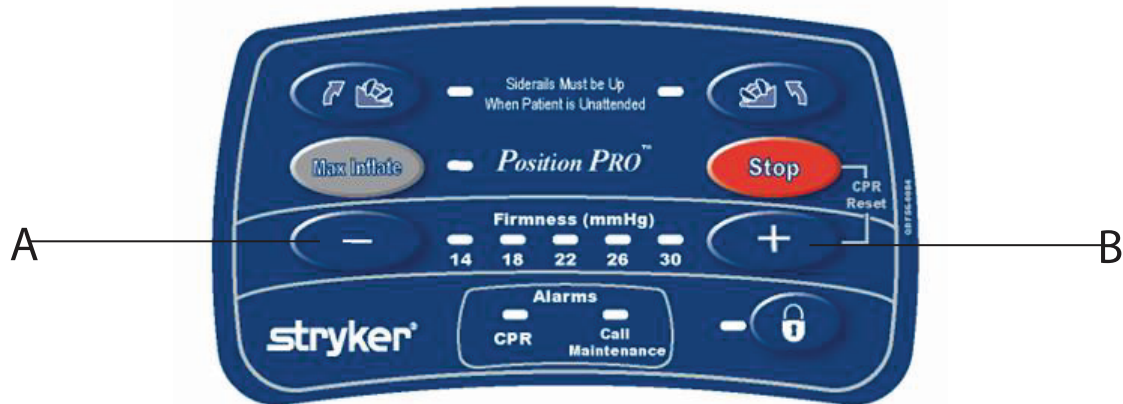 Siderails Must be Up
When Patient is Unattended
Max Inflate
Position PRO™
Stop
CPR
Reset
A
−
Firmness (mmHg)
14 18 22 26 30
+
B
Alarms
stryker®
CPR
Call
Maintenance